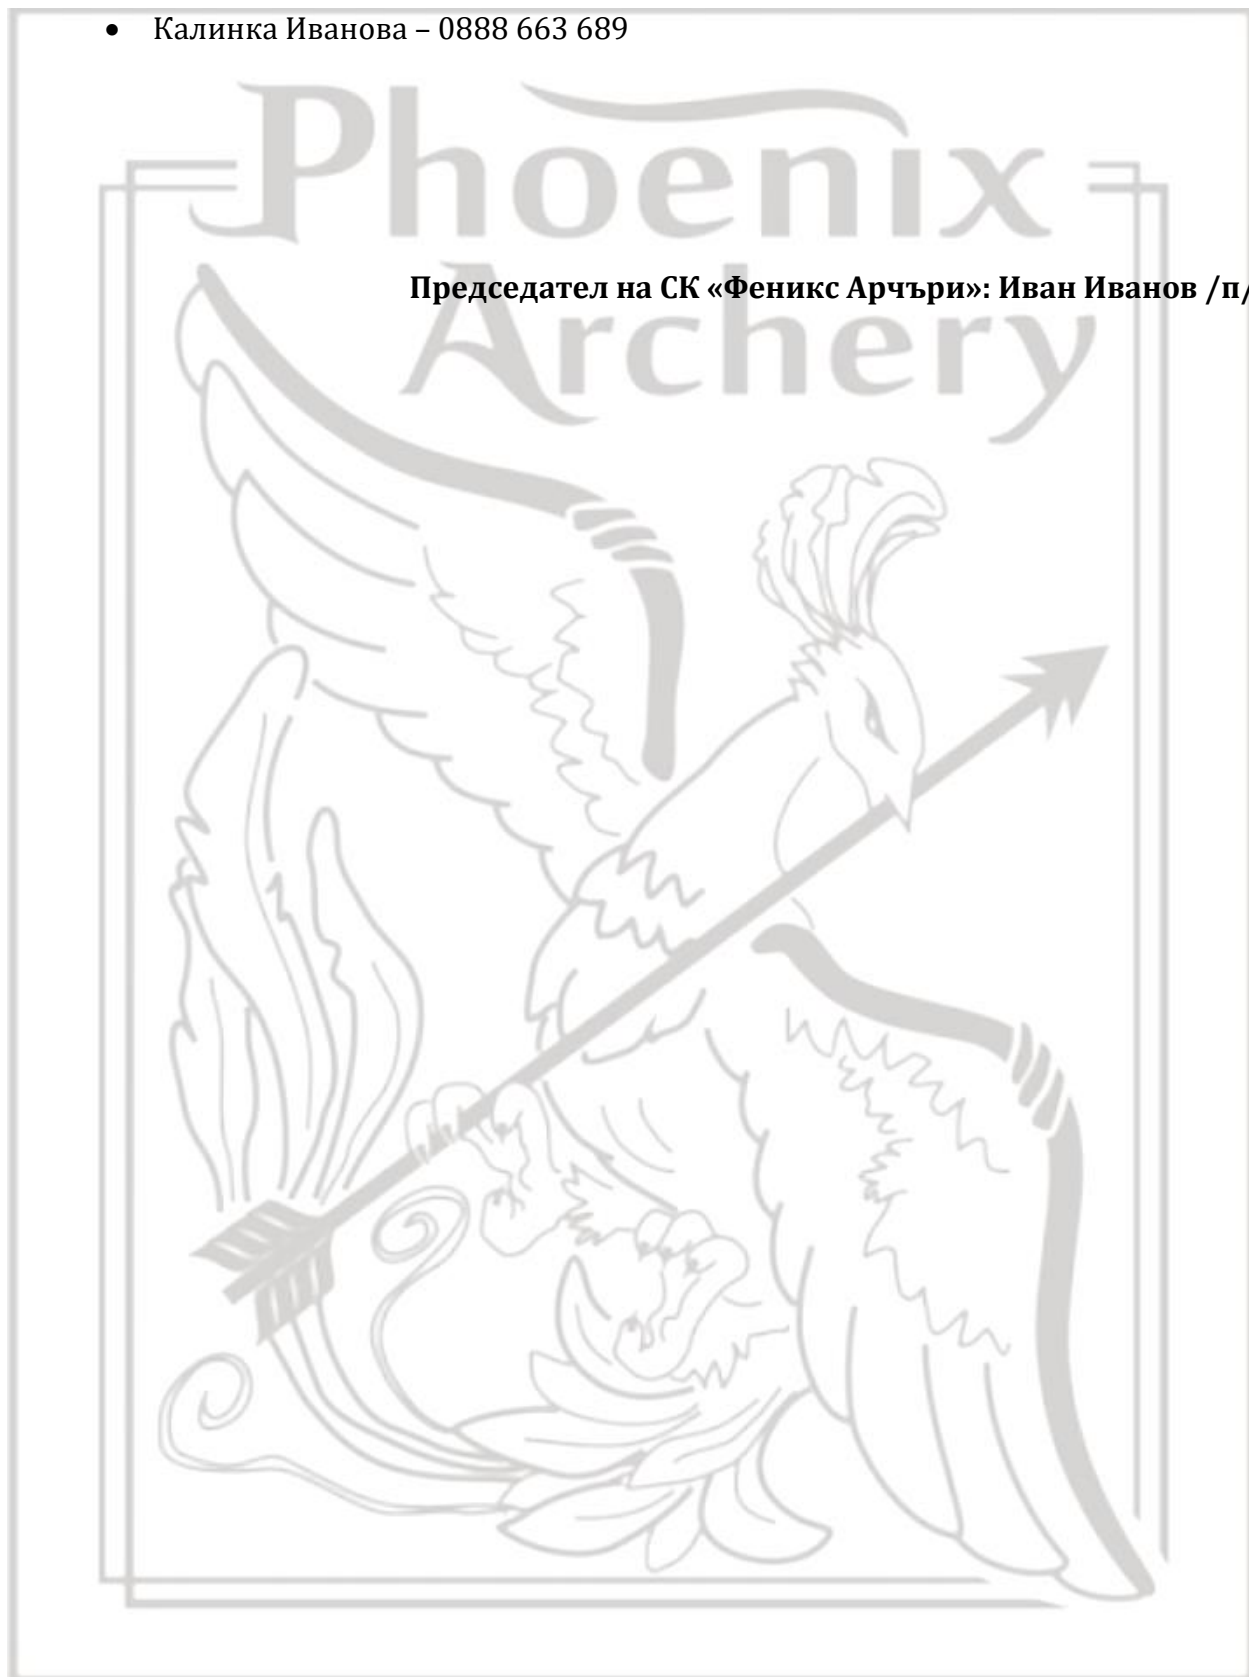 • Калинка Иванова – 0888 663 689
Phoenix
Председател на СК «Феникс Арчъри»: Иван Иванов /п/
Archery